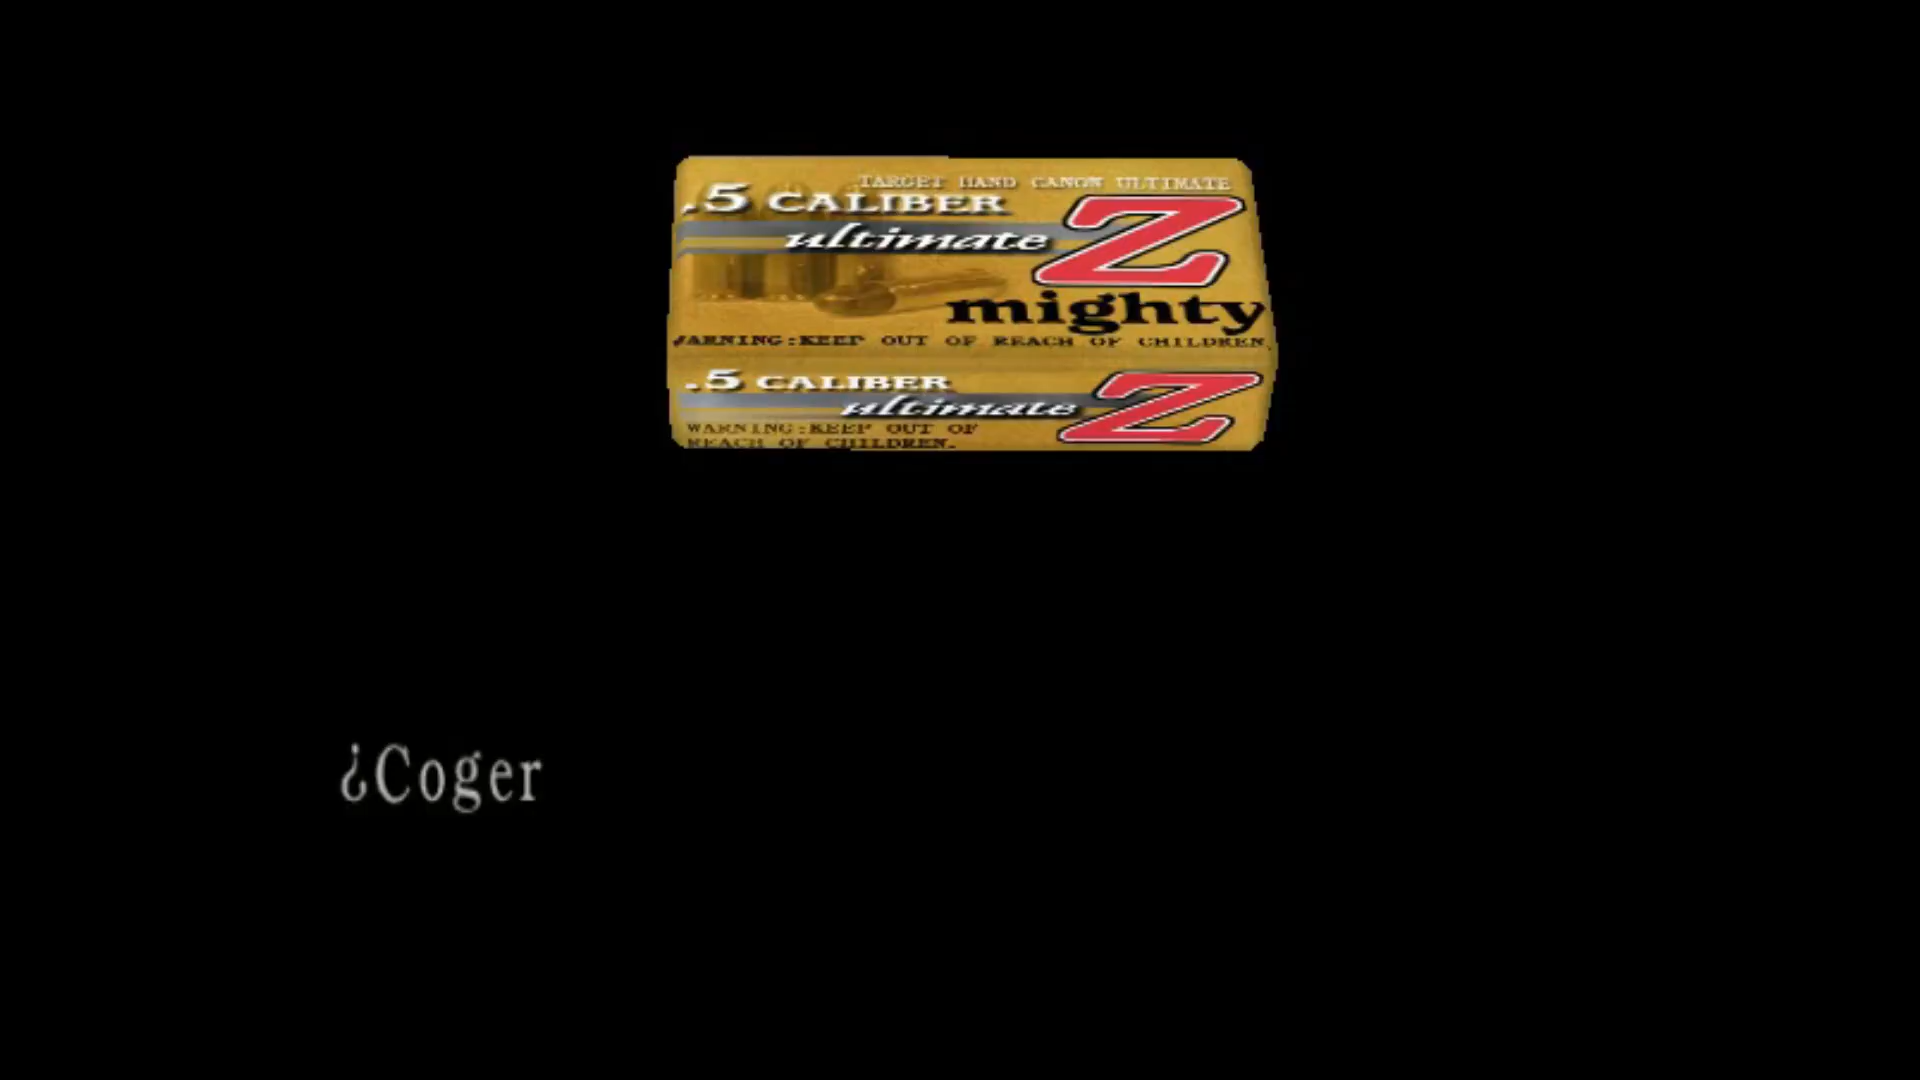 TARGET HAND CANON ULTIMATE
.5 CALIBER
ultimate Z
mighty
WARNING:KEEP OUT OF REACH OF CHILDREN
.5 CALIBER
ultimate Z
WARNING:KEEP OUT OF
REACH OF CHILDREN.
¿Coger